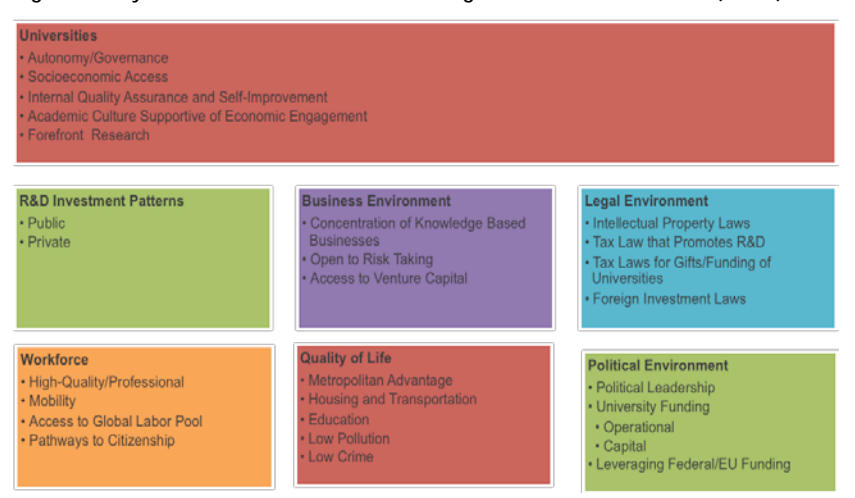 Universities
• Autonomy/Governance
• Socioeconomic Access
• Internal Quality Assurance and Self-Improvement
• Academic Culture Supportive of Economic Engagement
• Forefront Research
R&D Investment Patterns
• Public
• Private
Business Environment
• Concentration of Knowledge Based
Businesses
• Open to Risk Taking
• Access to Venture Capital
Legal Environment
• Intellectual Property Laws
• Tax Law that Promotes R&D
• Tax Laws for Gifts/Funding of
Universities
• Foreign Investment Laws
Workforce
• High-Quality/Professional
• Mobility
• Access to Global Labor Pool
• Pathways to Citizenship
Quality of Life
• Metropolitan Advantage
• Housing and Transportation
• Education
• Low Pollution
• Low Crime
Political Environment
• Political Leadership
• University Funding
• Operational
• Capital
• Leveraging Federal/EU Funding